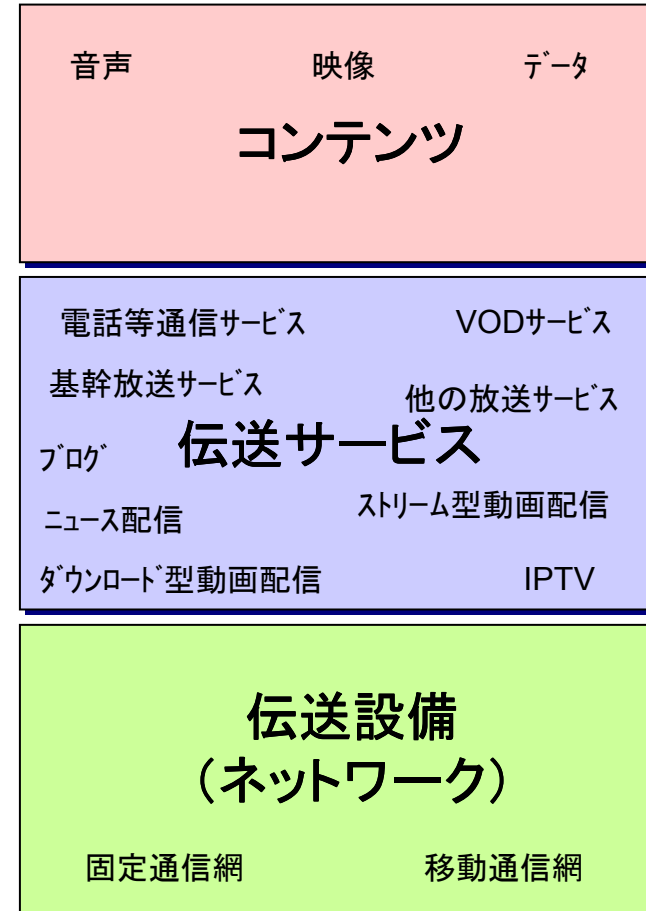 音声 映像 ﾃﾞｰﾀ
コンテンツ
電話等通信ｻｰﾋﾞｽ VODｻｰﾋﾞｽ
基幹放送ｻｰﾋﾞｽ 他の放送ｻｰﾋﾞｽ
ﾌﾞﾛｸﾞ 伝送サービス
ﾆｭｰｽ配信 ｽﾄﾘｰﾑ型動画配信
ﾀﾞｳﾝﾛｰﾄﾞ型動画配信 IPTV
伝送設備
（ネットワーク）
固定通信網 移動通信網